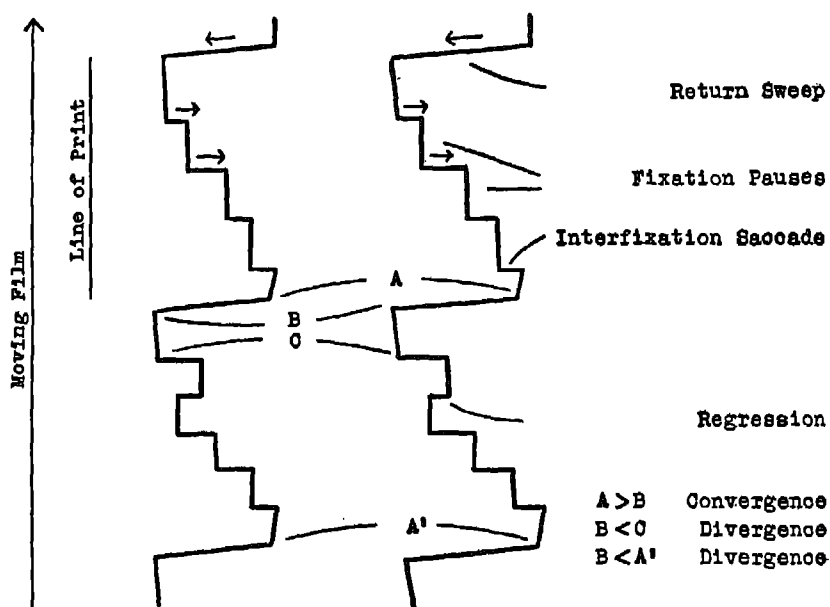 Return Sweep
Line of Print
Fixation Pauses
Interfixation Saccade
A
B
C
Moving Film
Regression
A>B Convergence
A' B<C Divergence
B<A' Divergence